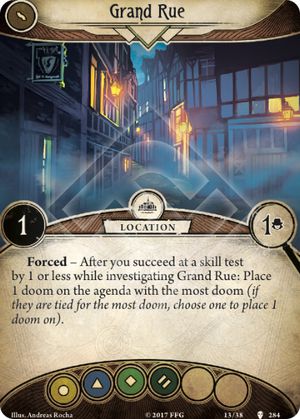 Grand Rue
1
1
LOCATION
Forced – After you succeed at a skill test
by 1 or less while investigating Grand Rue: Place
1 doom on the agenda with the most doom (if
they are tied for the most doom, choose one to place 1
doom on).
Illus. Andreas Rocha
© 2017 FFG
13/38
284